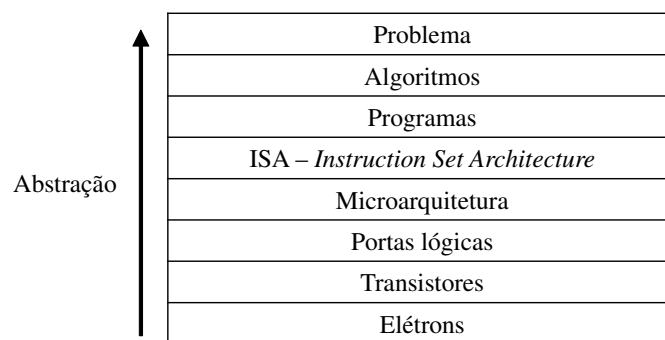 Problema
Algoritmos
Programas
ISA – Instruction Set Architecture
Abstração
Microarquitetura
Portas lógicas
Transistores
Elétrons